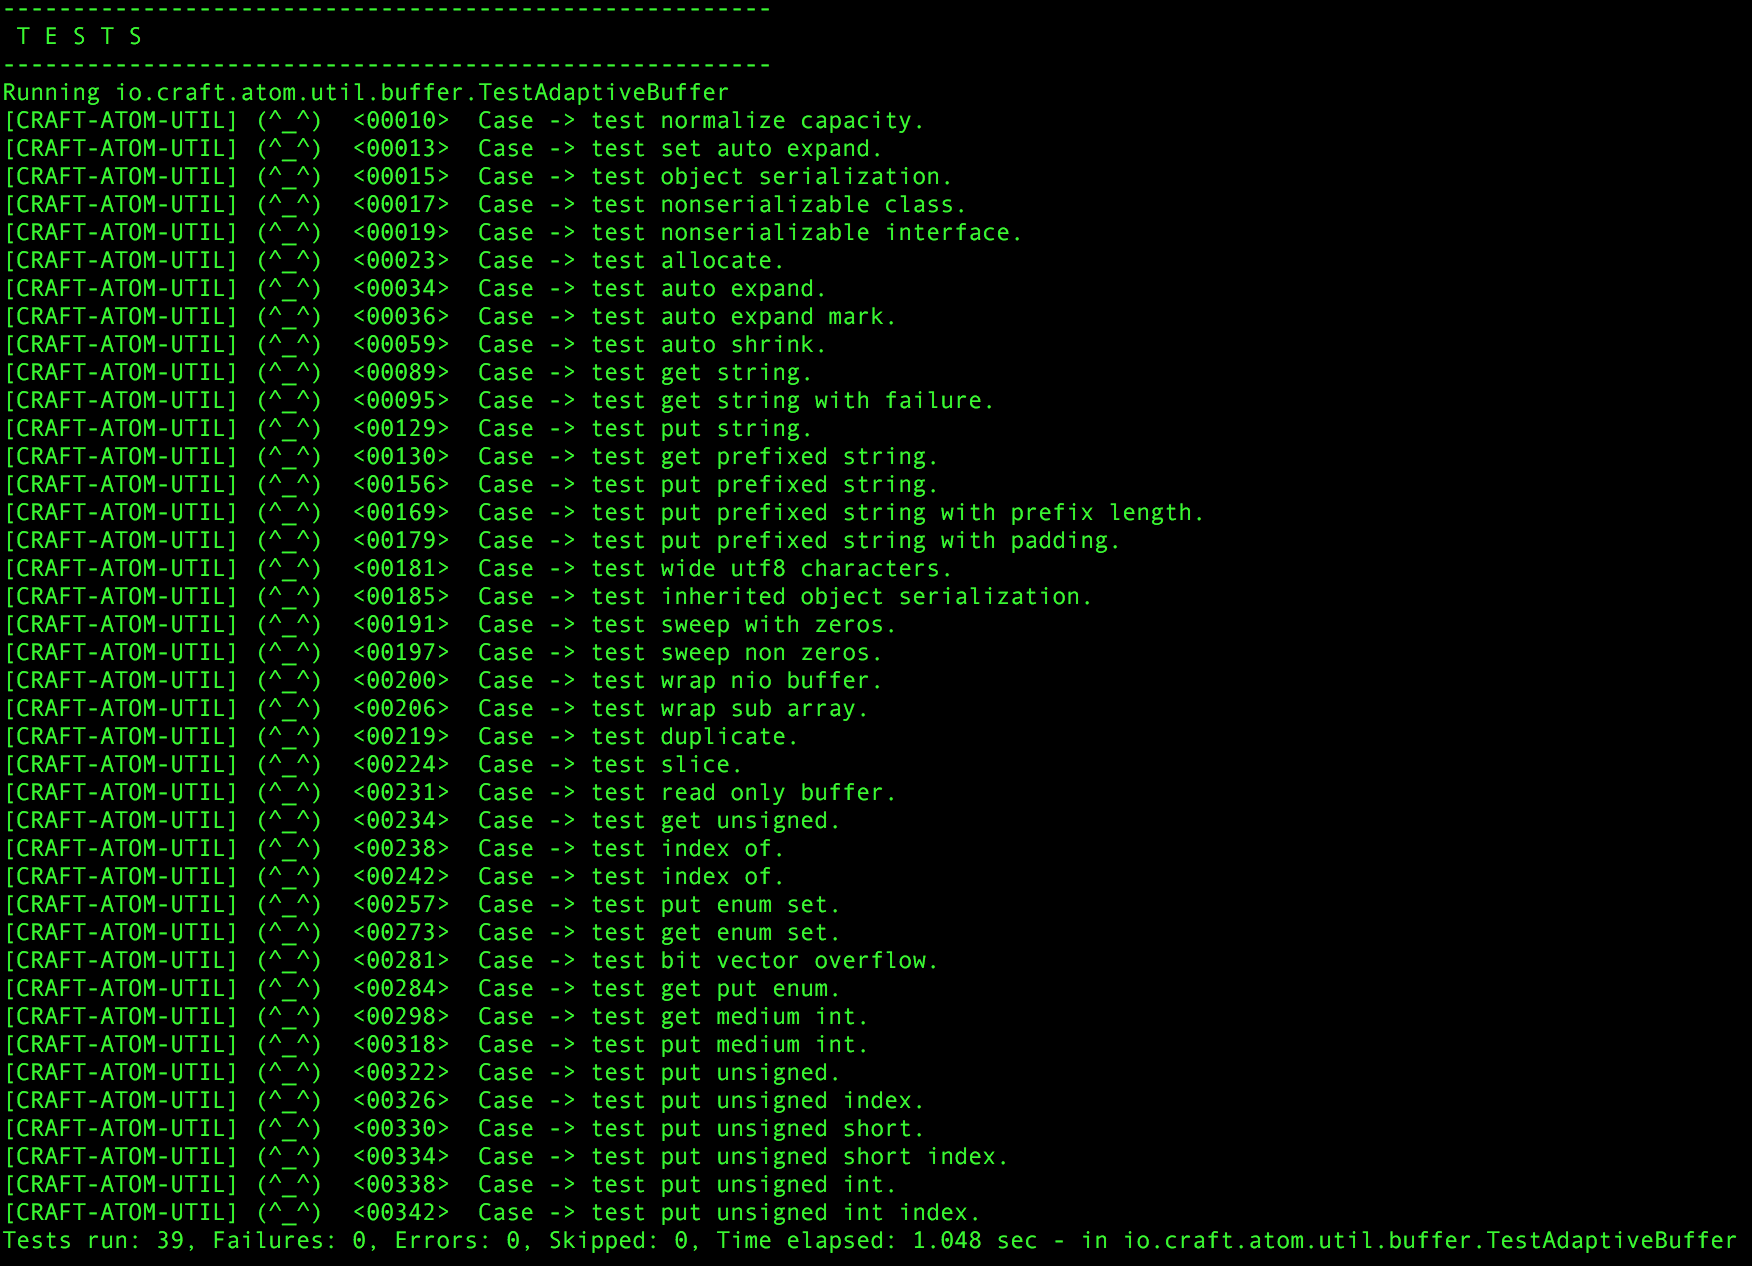 -------------------------------------------------------
 T E S T S
-------------------------------------------------------
Running io.craft.atom.util.buffer.TestAdaptiveBuffer
[CRAFT-ATOM-UTIL] (^_^)  <00010>  Case -> test normalize capacity.
[CRAFT-ATOM-UTIL] (^_^)  <00013>  Case -> test set auto expand.
[CRAFT-ATOM-UTIL] (^_^)  <00015>  Case -> test object serialization.
[CRAFT-ATOM-UTIL] (^_^)  <00017>  Case -> test nonserializable class.
[CRAFT-ATOM-UTIL] (^_^)  <00019>  Case -> test nonserializable interface.
[CRAFT-ATOM-UTIL] (^_^)  <00023>  Case -> test allocate.
[CRAFT-ATOM-UTIL] (^_^)  <00034>  Case -> test auto expand.
[CRAFT-ATOM-UTIL] (^_^)  <00036>  Case -> test auto expand mark.
[CRAFT-ATOM-UTIL] (^_^)  <00059>  Case -> test auto shrink.
[CRAFT-ATOM-UTIL] (^_^)  <00089>  Case -> test get string.
[CRAFT-ATOM-UTIL] (^_^)  <00095>  Case -> test get string with failure.
[CRAFT-ATOM-UTIL] (^_^)  <00129>  Case -> test put string.
[CRAFT-ATOM-UTIL] (^_^)  <00130>  Case -> test get prefixed string.
[CRAFT-ATOM-UTIL] (^_^)  <00156>  Case -> test put prefixed string.
[CRAFT-ATOM-UTIL] (^_^)  <00169>  Case -> test put prefixed string with prefix length.
[CRAFT-ATOM-UTIL] (^_^)  <00179>  Case -> test put prefixed string with padding.
[CRAFT-ATOM-UTIL] (^_^)  <00181>  Case -> test wide utf8 characters.
[CRAFT-ATOM-UTIL] (^_^)  <00185>  Case -> test inherited object serialization.
[CRAFT-ATOM-UTIL] (^_^)  <00191>  Case -> test sweep with zeros.
[CRAFT-ATOM-UTIL] (^_^)  <00197>  Case -> test sweep non zeros.
[CRAFT-ATOM-UTIL] (^_^)  <00200>  Case -> test wrap nio buffer.
[CRAFT-ATOM-UTIL] (^_^)  <00206>  Case -> test wrap sub array.
[CRAFT-ATOM-UTIL] (^_^)  <00219>  Case -> test duplicate.
[CRAFT-ATOM-UTIL] (^_^)  <00224>  Case -> test slice.
[CRAFT-ATOM-UTIL] (^_^)  <00231>  Case -> test read only buffer.
[CRAFT-ATOM-UTIL] (^_^)  <00234>  Case -> test get unsigned.
[CRAFT-ATOM-UTIL] (^_^)  <00238>  Case -> test index of.
[CRAFT-ATOM-UTIL] (^_^)  <00242>  Case -> test index of.
[CRAFT-ATOM-UTIL] (^_^)  <00257>  Case -> test put enum set.
[CRAFT-ATOM-UTIL] (^_^)  <00273>  Case -> test get enum set.
[CRAFT-ATOM-UTIL] (^_^)  <00281>  Case -> test bit vector overflow.
[CRAFT-ATOM-UTIL] (^_^)  <00284>  Case -> test get put enum.
[CRAFT-ATOM-UTIL] (^_^)  <00298>  Case -> test get medium int.
[CRAFT-ATOM-UTIL] (^_^)  <00318>  Case -> test put medium int.
[CRAFT-ATOM-UTIL] (^_^)  <00322>  Case -> test put unsigned.
[CRAFT-ATOM-UTIL] (^_^)  <00326>  Case -> test put unsigned index.
[CRAFT-ATOM-UTIL] (^_^)  <00330>  Case -> test put unsigned short.
[CRAFT-ATOM-UTIL] (^_^)  <00334>  Case -> test put unsigned short index.
[CRAFT-ATOM-UTIL] (^_^)  <00338>  Case -> test put unsigned int.
[CRAFT-ATOM-UTIL] (^_^)  <00342>  Case -> test put unsigned int index.
Tests run: 39, Failures: 0, Errors: 0, Skipped: 0, Time elapsed: 1.048 sec - in io.craft.atom.util.buffer.TestAdaptiveBuffer